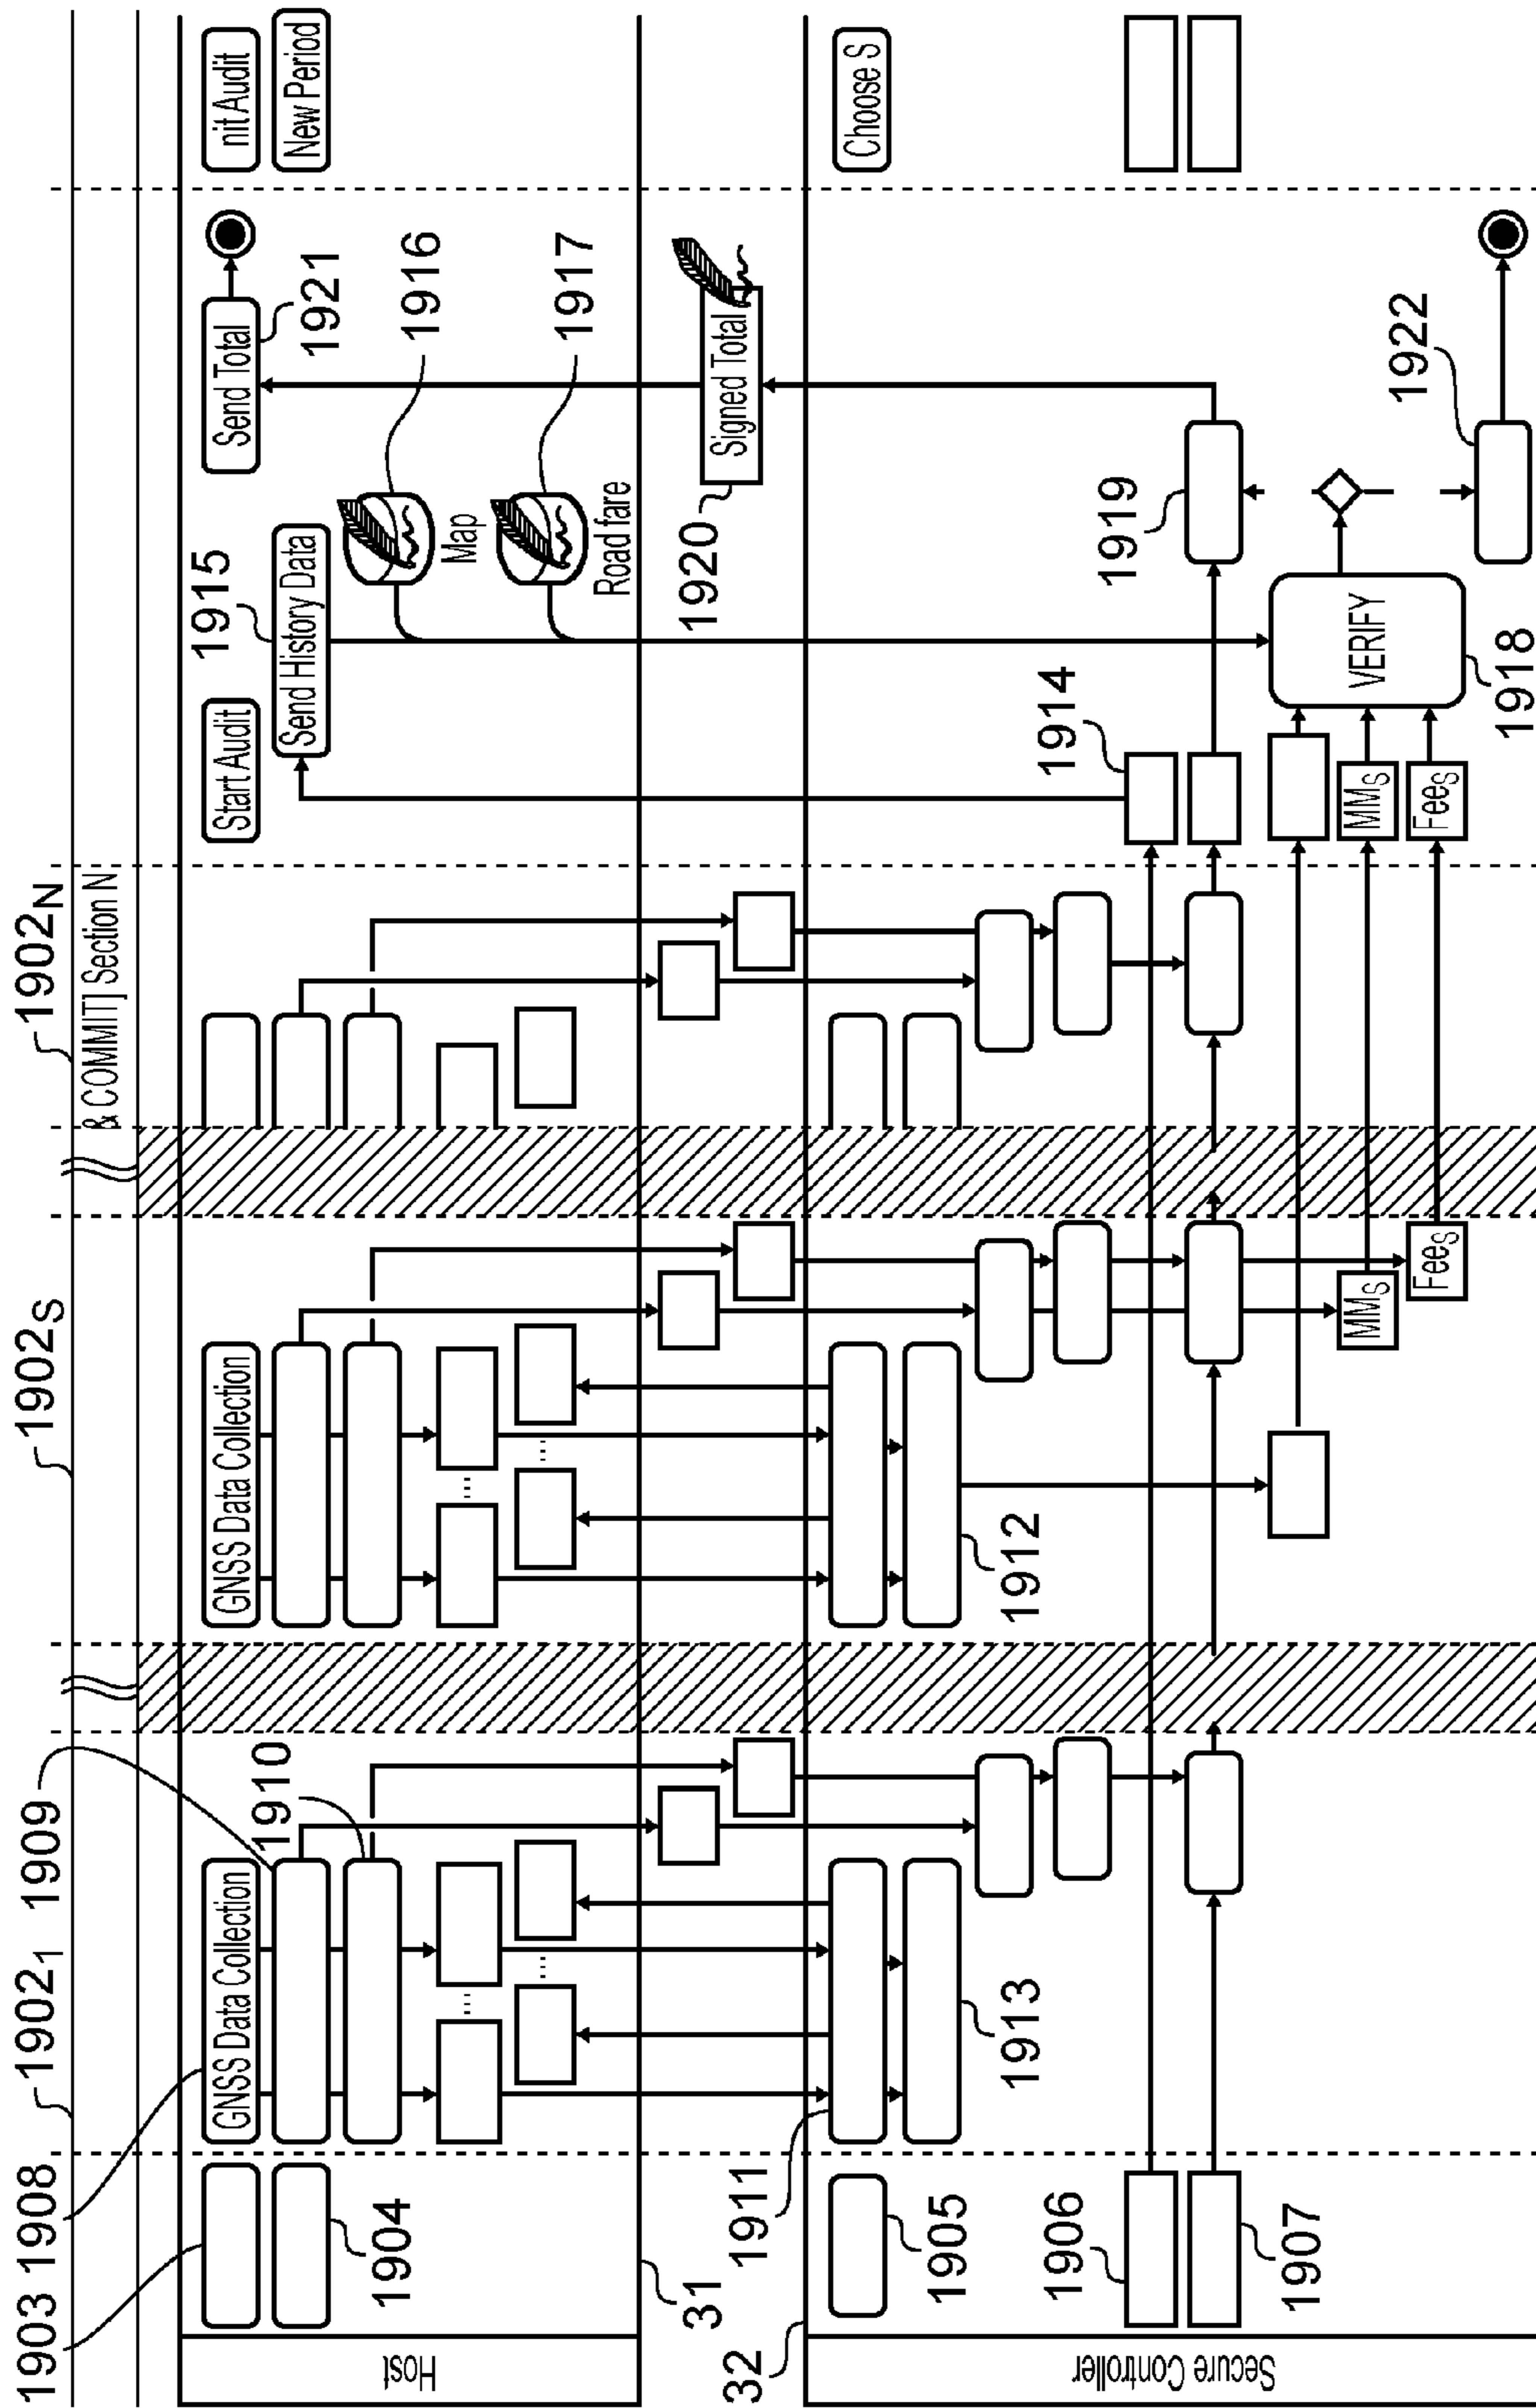 1903
1908
1902₁
1909
1902S
1902N
& COMMIT] Section N
Host
1904
GNSS Data Collection
1910
GNSS Data Collection
Start Audit
1915
Send History Data
Send Total
1921
nit Audit
New Period
1916
Map
1917
Road fare
31
1920
Signed Total
32
Secure Controller
1911
1905
1913
1912
Choose S
1906
1907
1914
1919
MMS
FeeS
MMS
FeeS
VERIFY
1918
1922